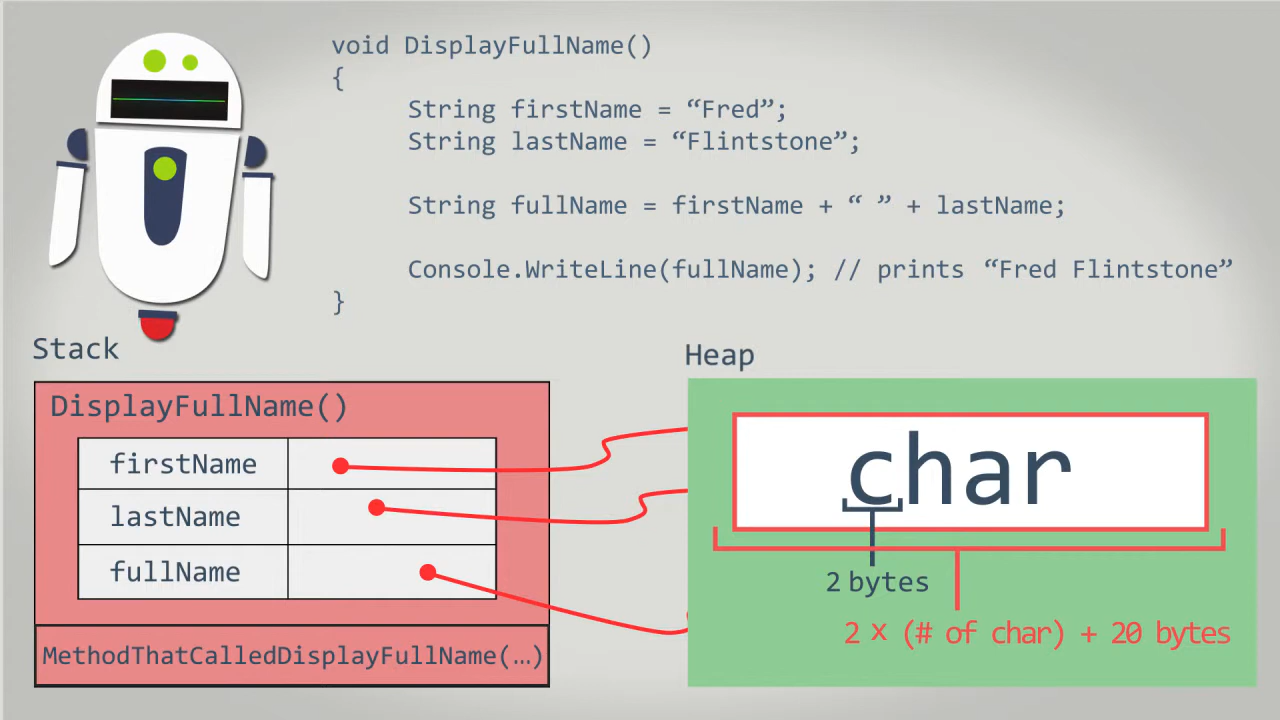 void DisplayFullName()
{
String firstName = “Fred”;
String lastName = “Flintstone”;
String fullName = firstName + “ ” + lastName;
Console.WriteLine(fullName); // prints “Fred Flintstone”
}
Stack
DisplayFullName()
firstName
lastName
fullName
MethodThatCalledDisplayFullName(…)
Heap
char
2 bytes
2 x (# of char) + 20 bytes